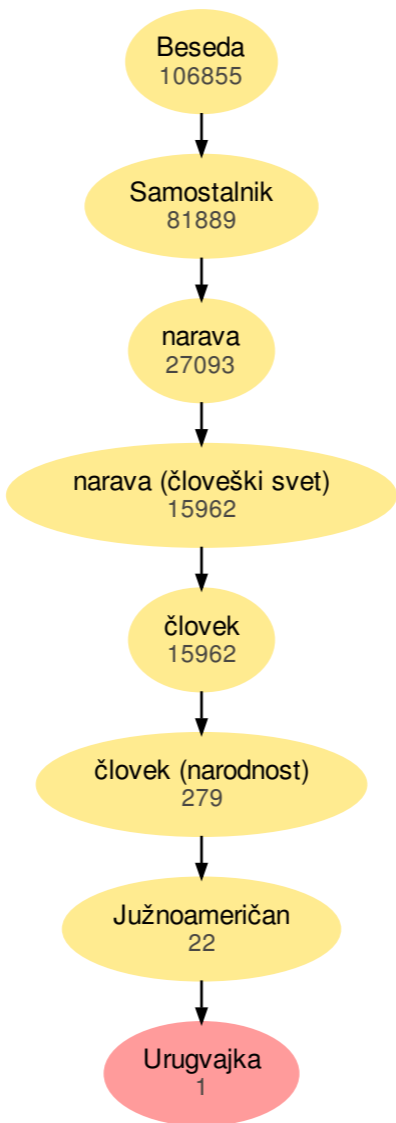 Beseda
106855
Samostalnik
81889
narava
27093
narava (človeški svet)
15962
človek
15962
človek (narodnost)
279
Južnoameričan
22
Urugvajka
1